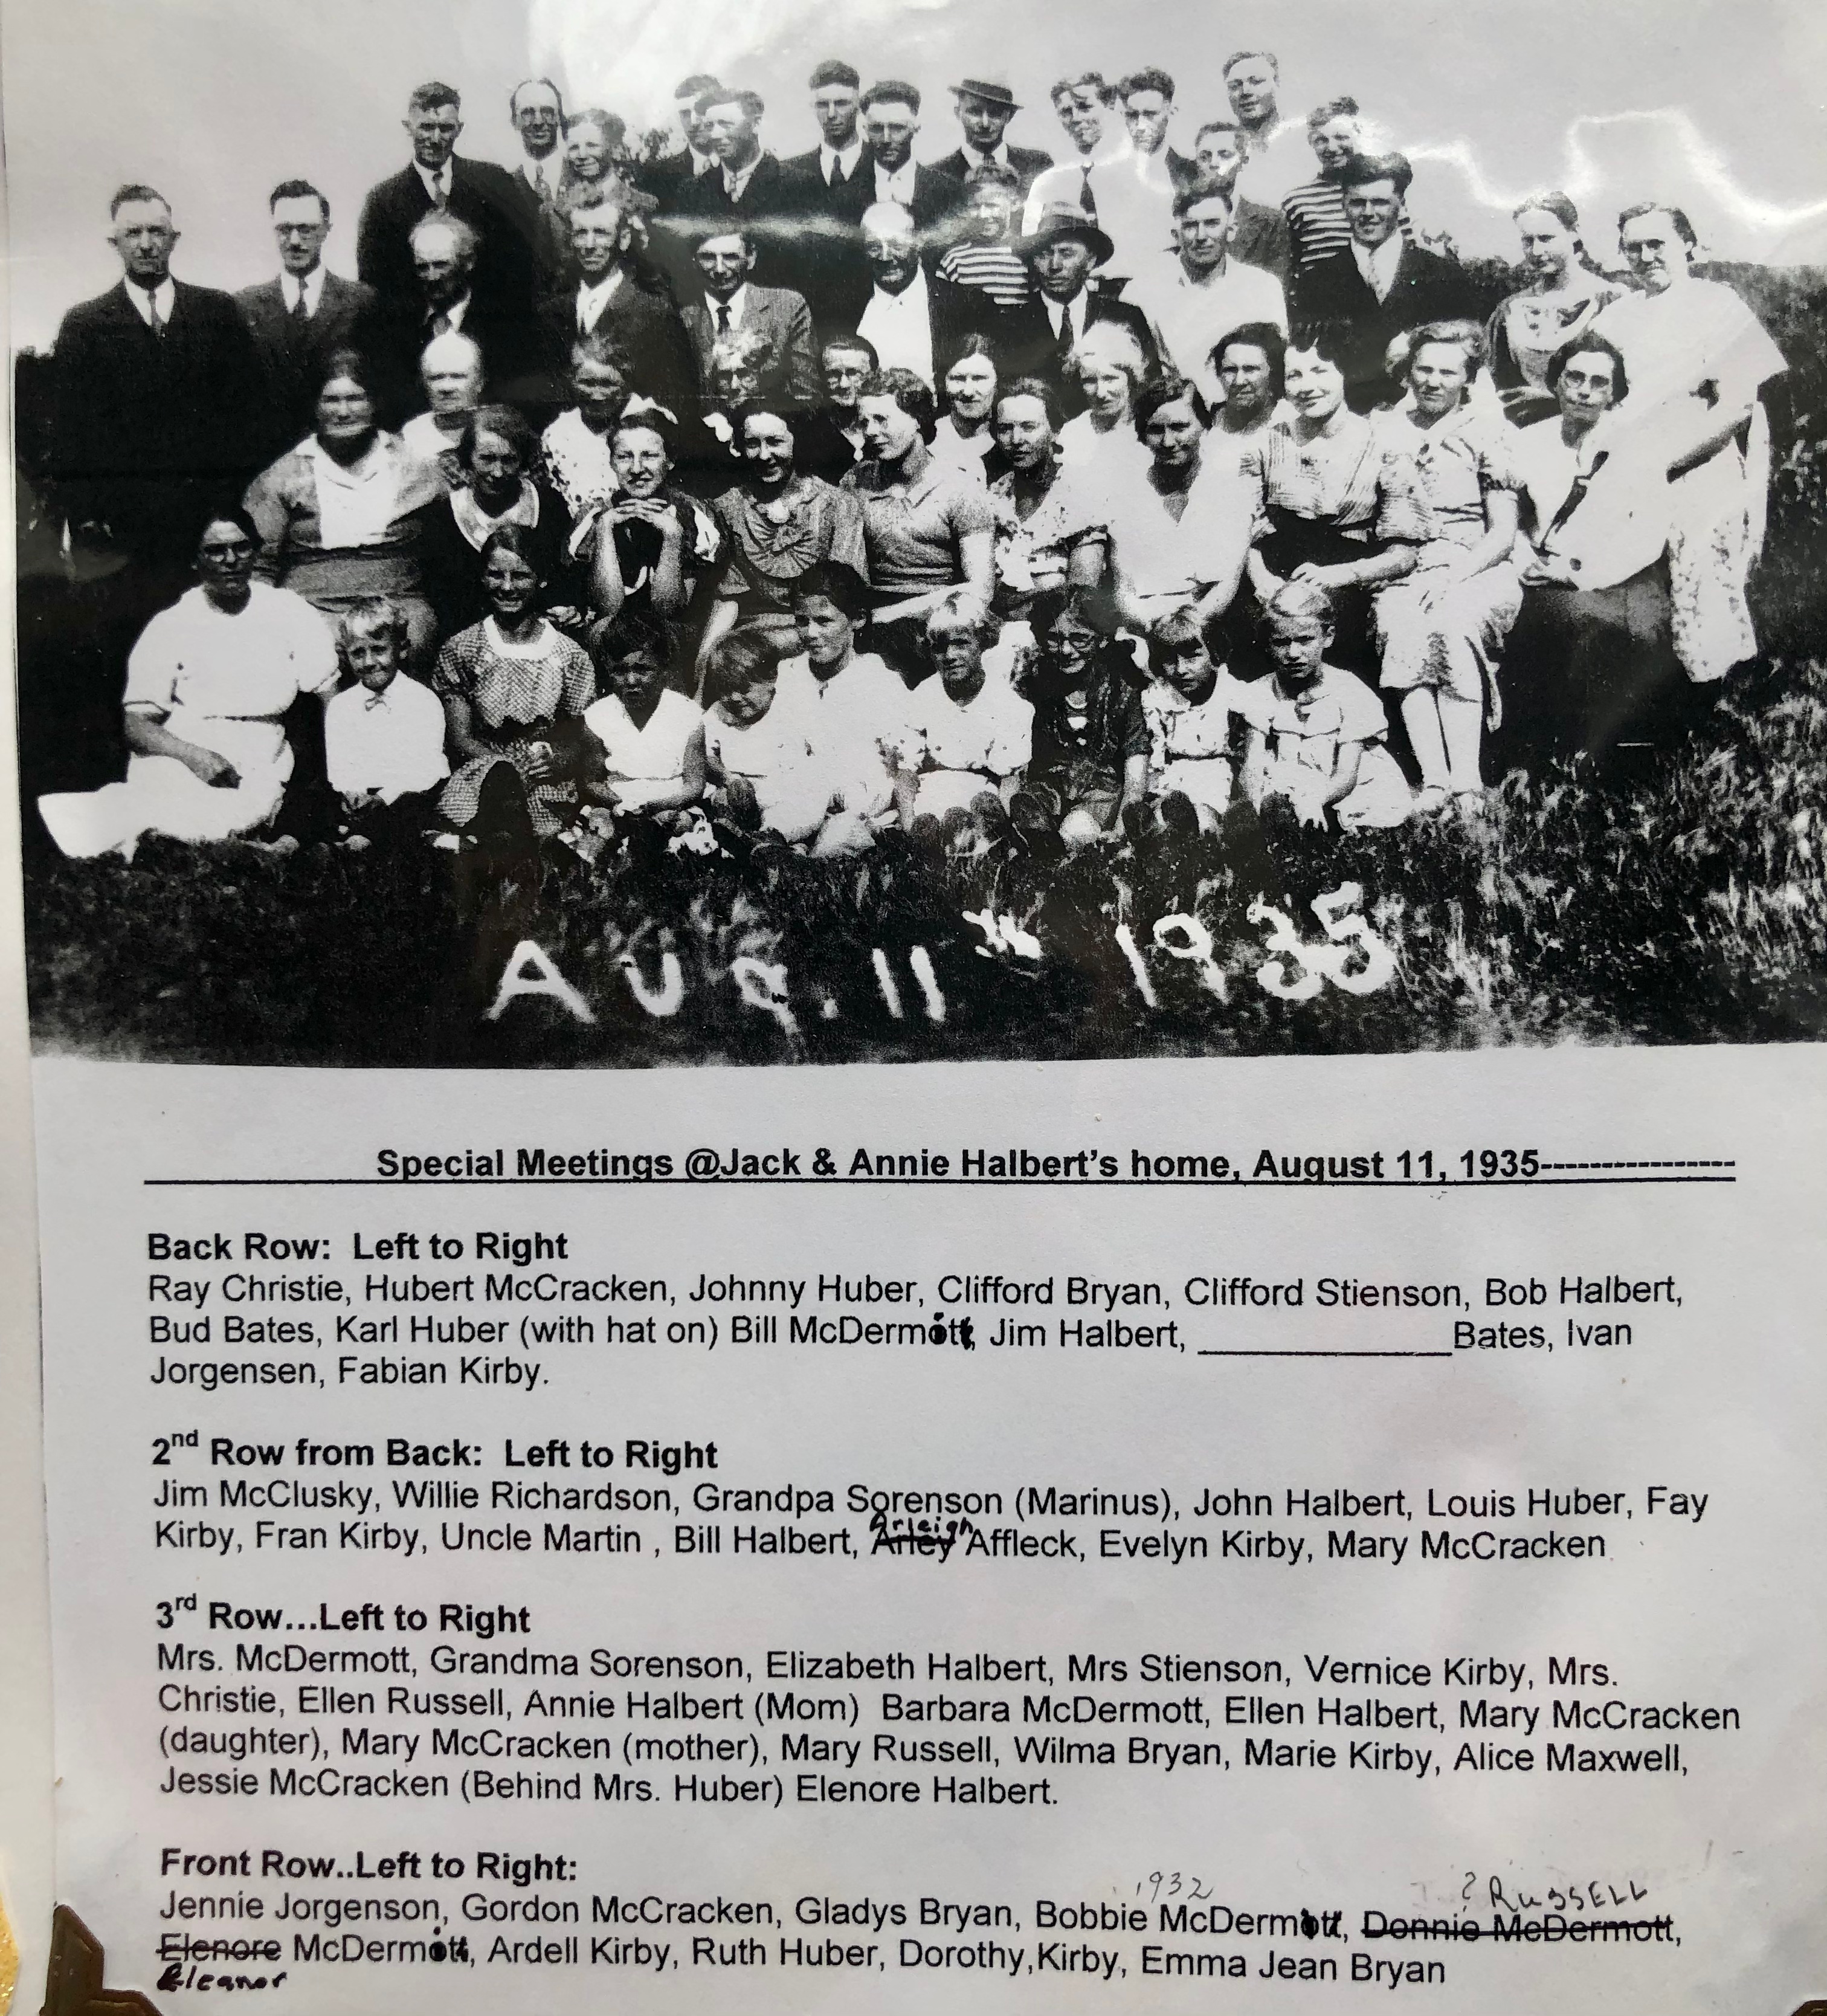 AUG. 11th 1935
Special Meetings @Jack & Annie Halbert's home, August 11, 1935-----------------
Back Row: Left to Right
Ray Christie, Hubert McCracken, Johnny Huber, Clifford Bryan, Clifford Stienson, Bob Halbert,
Bud Bates, Karl Huber (with hat on) Bill McDermott, Jim Halbert, ______________Bates, Ivan
Jorgensen, Fabian Kirby.
2nd Row from Back: Left to Right
Jim McClusky, Willie Richardson, Grandpa Sorenson (Marinus), John Halbert, Louis Huber, Fay
Arleigh
Kirby, Fran Kirby, Uncle Martin , Bill Halbert, Arley Affleck, Evelyn Kirby, Mary McCracken
3rd Row...Left to Right
Mrs. McDermott, Grandma Sorenson, Elizabeth Halbert, Mrs Stienson, Vernice Kirby, Mrs.
Christie, Ellen Russell, Annie Halbert (Mom) Barbara McDermott, Ellen Halbert, Mary McCracken
(daughter), Mary McCracken (mother), Mary Russell, Wilma Bryan, Marie Kirby, Alice Maxwell,
Jessie McCracken (Behind Mrs. Huber) Elenore Halbert.
Front Row..Left to Right:
1932 ? RUSSELL
Jennie Jorgenson, Gordon McCracken, Gladys Bryan, Bobbie McDermott, Donnie McDermott,
Elenore McDermott, Ardell Kirby, Ruth Huber, Dorothy,Kirby, Emma Jean Bryan
Eleanor